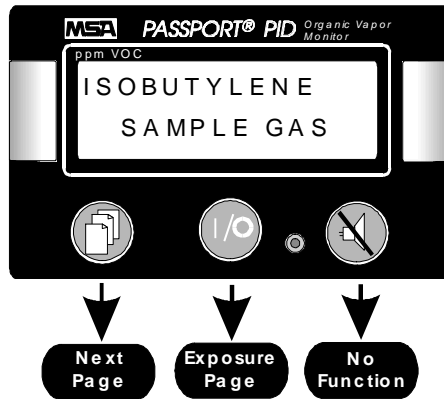 MSA PASSPORT® PID Organic Vapor
Monitor
ppm VOC
ISOBUTYLENE
SAMPLE GAS
I/O
Next
Page
Exposure
Page
No
Function